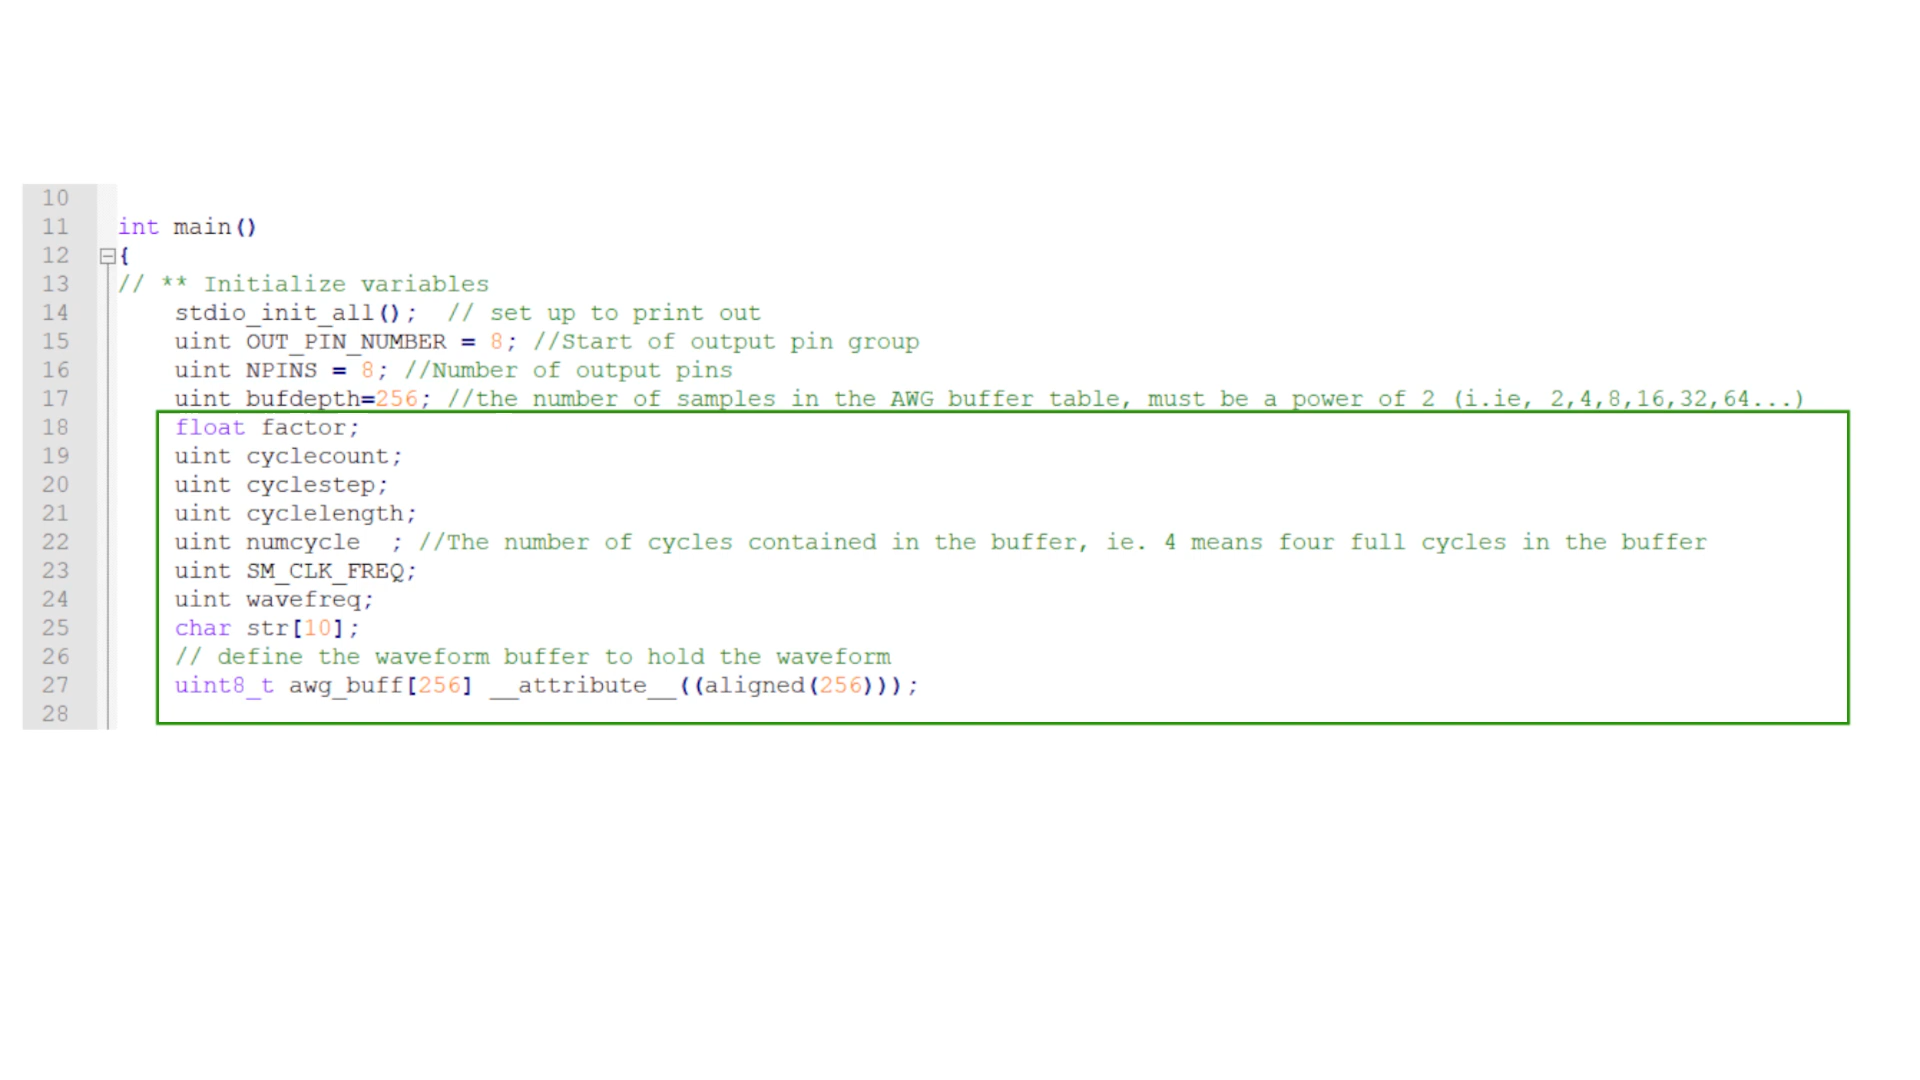 10
11 int main()
12 {
13 // ** Initialize variables
14 stdio_init_all(); // set up to print out
15 uint OUT_PIN_NUMBER = 8; //Start of output pin group
16 uint NPINS = 8; //Number of output pins
17 uint bufdepth=256; //the number of samples in the AWG buffer table, must be a power of 2 (i.ie, 2,4,8,16,32,64...)
18 float factor;
19 uint cyclecount;
20 uint cyclestep;
21 uint cyclelength;
22 uint numcycle  ; //The number of cycles contained in the buffer, ie. 4 means four full cycles in the buffer
23 uint SM_CLK_FREQ;
24 uint wavefreq;
25 char str[10];
26 // define the waveform buffer to hold the waveform
27 uint8_t awg_buff[256] __attribute__((aligned(256)));
28